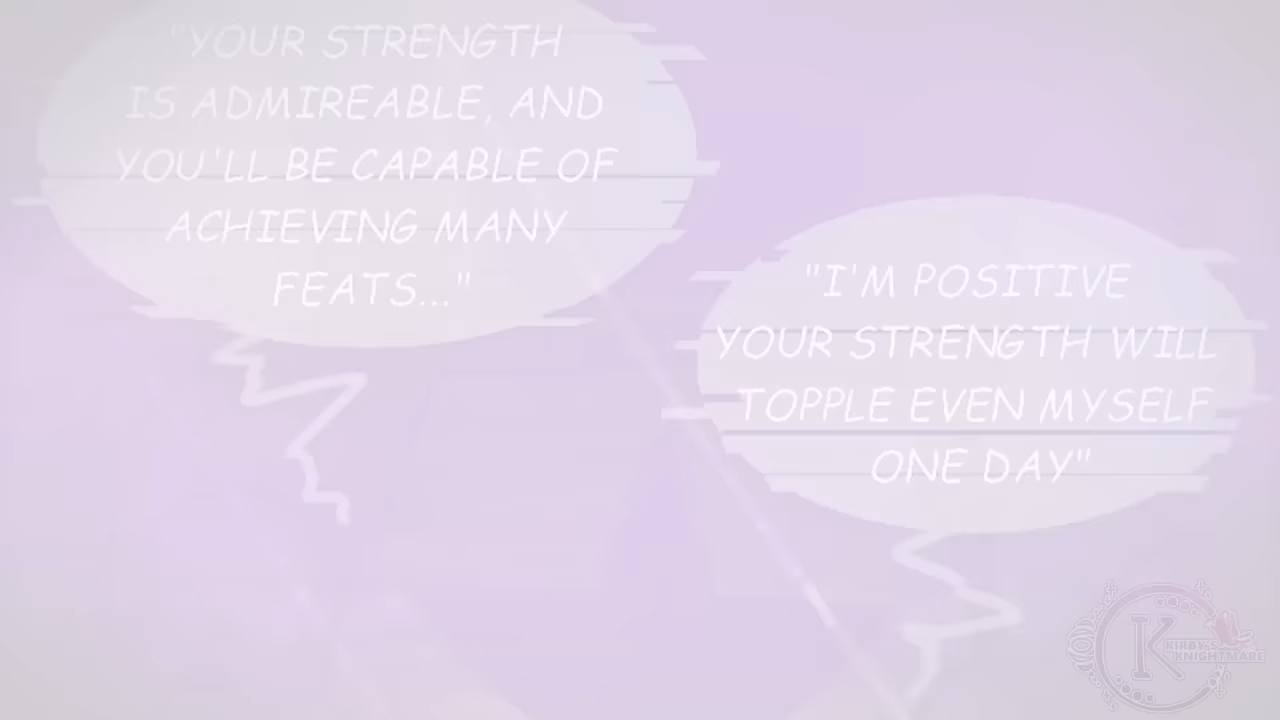 "YOUR STRENGTH
IS ADMIREABLE, AND
YOU'LL BE CAPABLE OF
ACHIEVING MANY
FEATS..."
"I'M POSITIVE
YOUR STRENGTH WILL
TOPPLE EVEN MYSELF
ONE DAY"
K
KIRBY'S
KNIGHTMARE